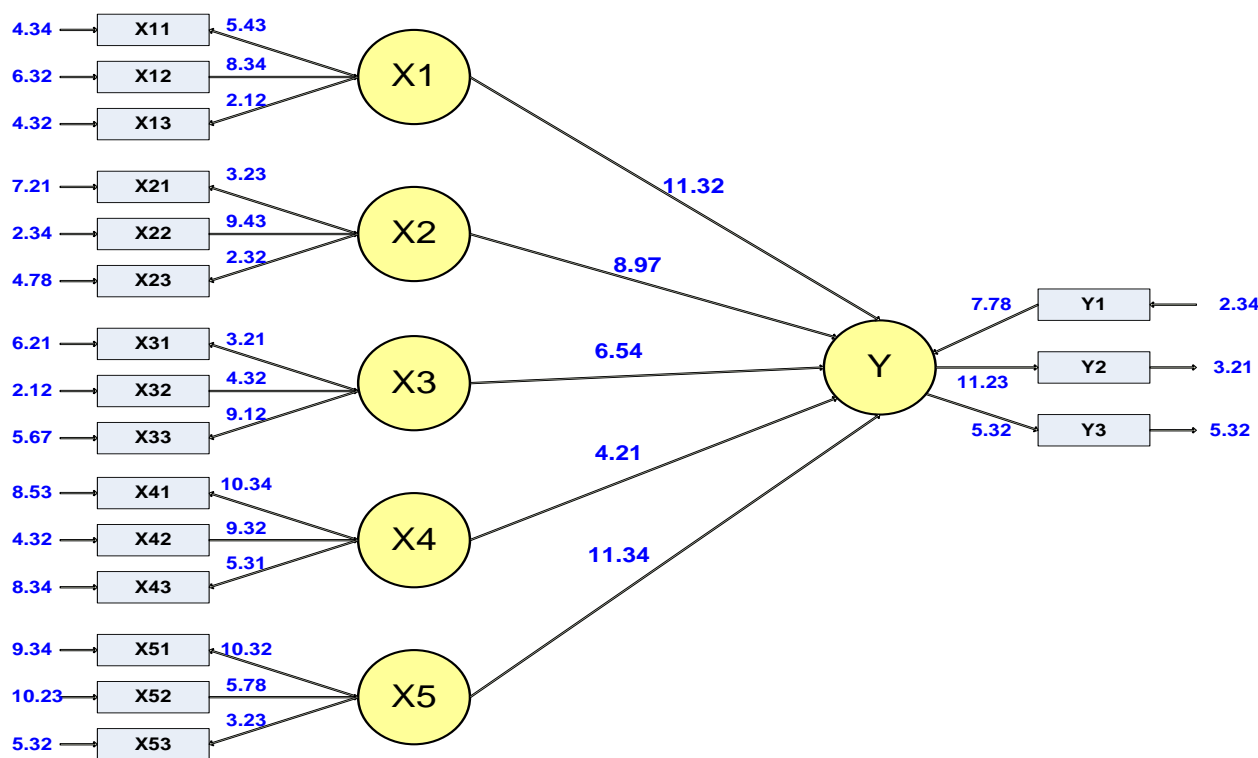 4.34 X11 5.43
6.32 X12 8.34 X1
4.32 X13 2.12
11.32
7.21 X21 3.23
2.34 X22 9.43 X2
4.78 X23 2.32
8.97
7.78 Y1 2.34
6.21 X31 3.21
6.54
2.12 X32 4.32 X3
Y 11.23 Y2 3.21
5.67 X33 9.12
5.32 Y3 5.32
4.21
8.53 X41 10.34
4.32 X42 9.32 X4
8.34 X43 5.31
11.34
9.34 X51 10.32
10.23 X52 5.78 X5
5.32 X53 3.23